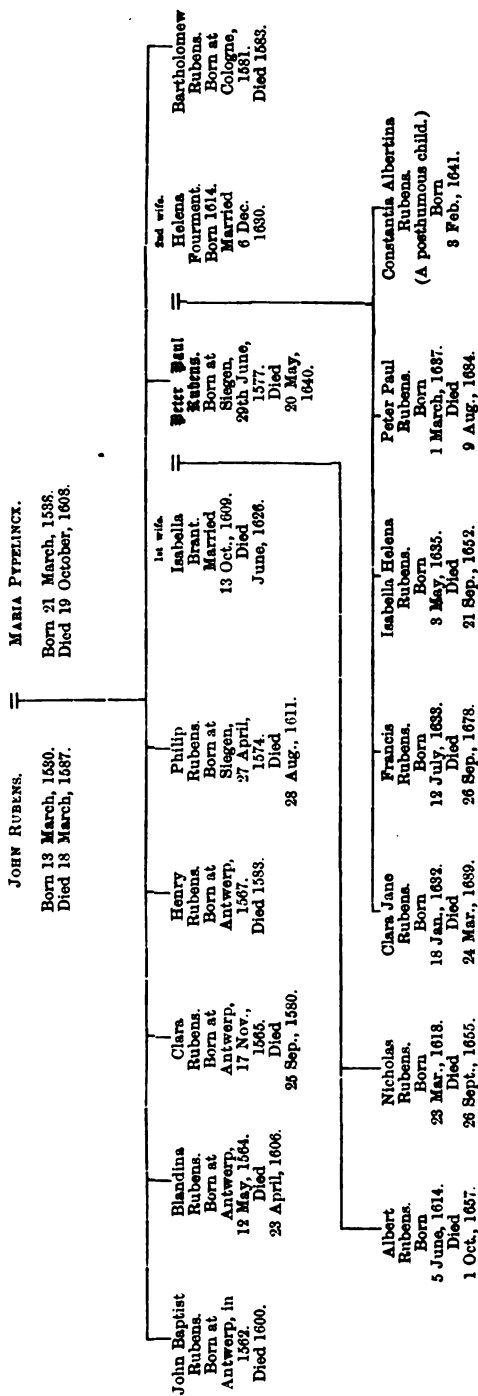 JOHN RUBENS.
Born 13 March, 1530.
Died 18 March, 1587.
=
MARIA PYPELINCX.
Born 21 March, 1538.
Died 19 October, 1608.
John Baptist
Rubens.
Born at
Antwerp, in
1562.
Died 1600.
Blandina
Rubens.
Born at
Antwerp,
12 May, 1564.
Died
23 April, 1606.
Clara
Rubens.
Born at
Antwerp,
17 Nov.,
1565.
Died
25 Sep., 1580.
Henry
Rubens.
Born at
Antwerp,
1567.
Died 1583.
Philip
Rubens.
Born at
Siegen,
27 April,
1574.
Died
28 Aug., 1611.
1st wife.
Isabella
Brant.
Married
13 Oct., 1609.
Died
June, 1626.
=
Peter Paul
Rubens.
Born at
Siegen,
29th June,
1577.
Died
20 May,
1640.
=
2nd wife.
Helena
Fourment.
Born 1614.
Married
6 Dec.
1630.
Bartholomew
Rubens.
Born at
Cologne,
1581.
Died 1583.
Albert
Rubens.
Born
5 June, 1614.
Died
1 Oct., 1657.
Nicholas
Rubens.
Born
23 Mar., 1618.
Died
26 Sept., 1655.
Clara Jane
Rubens.
Born
18 Jan., 1632.
Died
24 Mar., 1689.
Francis
Rubens.
Born
12 July, 1633.
Died
26 Sep., 1678.
Isabella Helena
Rubens.
Born
3 May, 1635.
Died
21 Sep., 1652.
Peter Paul
Rubens.
Born
1 March, 1637.
Died
9 Aug., 1684.
Constantia Albertina
Rubens.
(A posthumous child.)
Born
3 Feb., 1641.